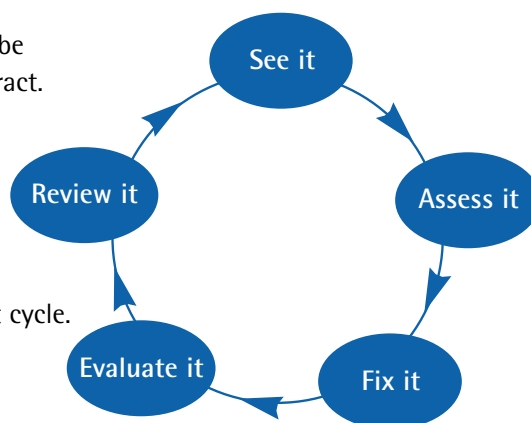 be
ract.
cycle.
See it
Assess it
Fix it
Evaluate it
Review it